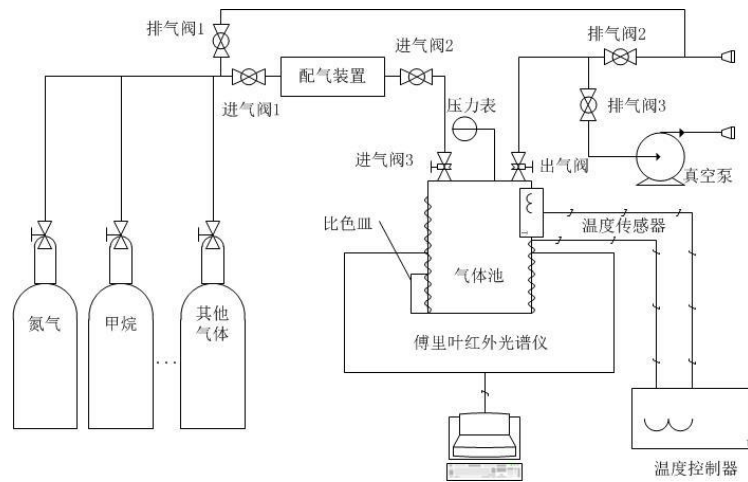 排气阀1
排气阀2
进气阀2
配气装置
进气阀1
压力表
排气阀3
进气阀3
出气阀
真空泵
比色皿
温度传感器
气体池
氮气
甲烷
其他
气体
...
傅里叶红外光谱仪
温度控制器